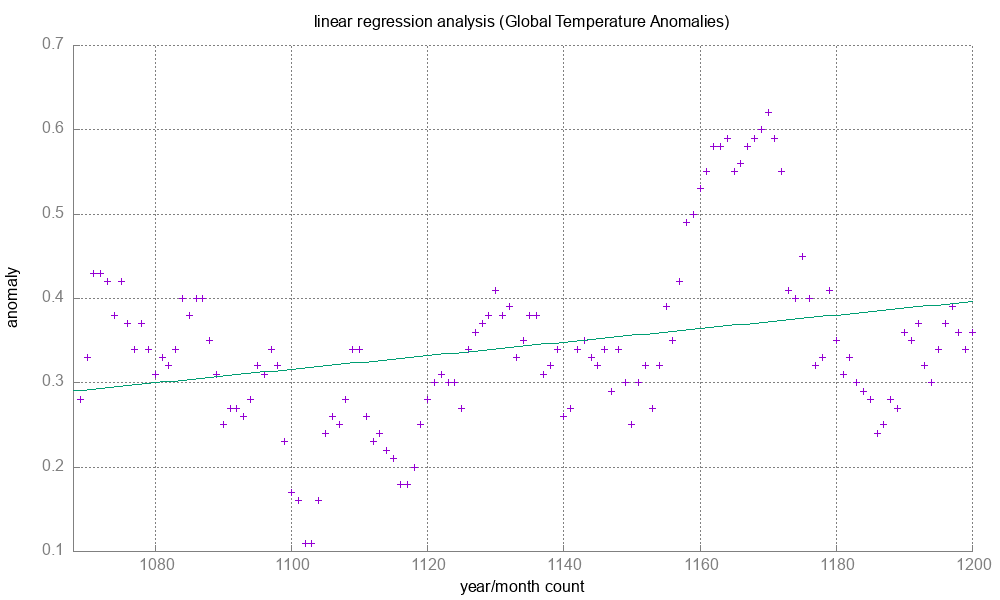 linear regression analysis (Global Temperature Anomalies)
0.7
0.6
0.5
0.4
0.3
0.2
0.1
anomaly
1080 1100 1120 1140 1160 1180 1200
year/month count